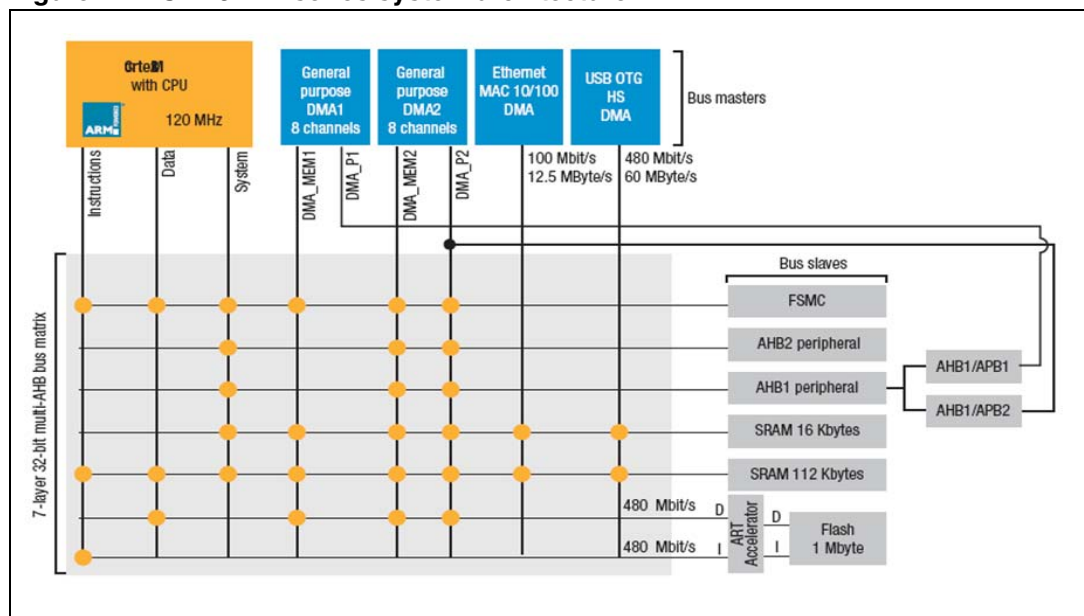 with CPU
120 MHz
ARM
General
purpose
DMA1
8 channels
General
purpose
DMA2
8 channels
Ethernet
MAC 10/100
DMA
USB OTG
HS
DMA
Bus masters
Instructions
Data
System
DMA_MEM1
DMA_P1
DMA_MEM2
DMA_P2
100 Mbit/s
12.5 MByte/s
480 Mbit/s
60 MByte/s
7-layer 32-bit multi-AHB bus matrix
Bus slaves
FSMC
AHB2 peripheral
AHB1 peripheral
AHB1/APB1
AHB1/APB2
SRAM 16 Kbytes
SRAM 112 Kbytes
480 Mbit/s D
480 Mbit/s I
ART
Accelerator
D
I
Flash
1 Mbyte